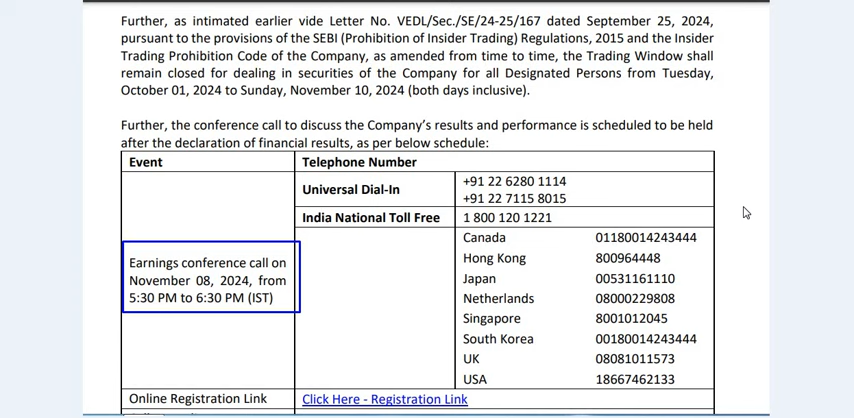 Further, as intimated earlier vide Letter No. VEDL/Sec./SE/24-25/167 dated September 25, 2024,
pursuant to the provisions of the SEBI (Prohibition of Insider Trading) Regulations, 2015 and the Insider
Trading Prohibition Code of the Company, as amended from time to time, the Trading Window shall
remain closed for dealing in securities of the Company for all Designated Persons from Tuesday,
October 01, 2024 to Sunday, November 10, 2024 (both days inclusive).
Further, the conference call to discuss the Company's results and performance is scheduled to be held
after the declaration of financial results, as per below schedule:
Event Telephone Number
Universal Dial-In +91 22 6280 1114
+91 22 7115 8015
India National Toll Free 1 800 120 1221
Earnings conference call on
November 08, 2024, from
5:30 PM to 6:30 PM (IST)
Canada 01180014243444
Hong Kong 800964448
Japan 00531161110
Netherlands 08000229808
Singapore 8001012045
South Korea 00180014243444
UK 08081011573
USA 18667462133
Online Registration Link Click Here - Registration Link